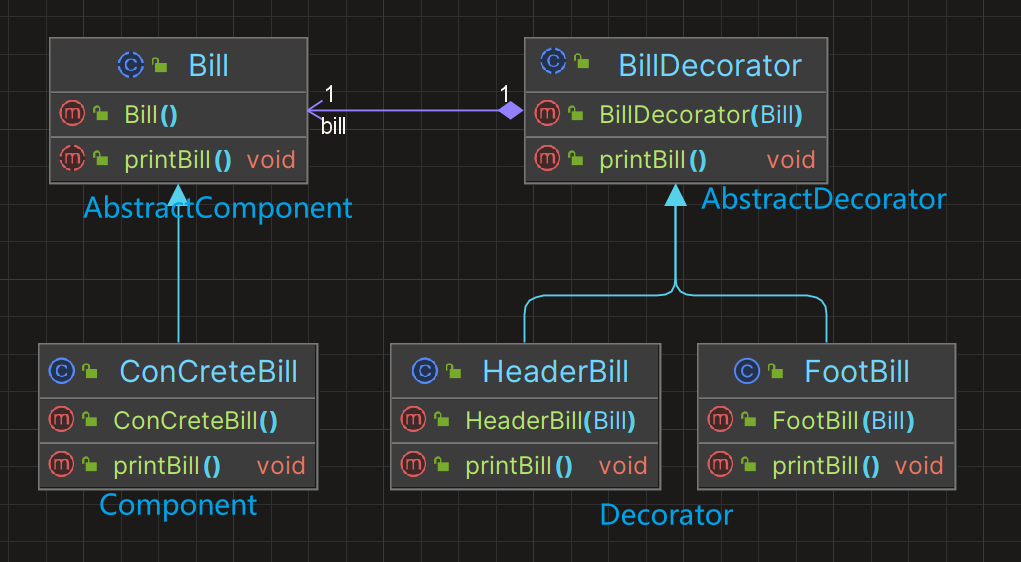 Bill
Bill()
printBill() void
AbstractComponent
1
bill
1
BillDecorator
BillDecorator(Bill)
printBill() void
AbstractDecorator
ConCreteBill
ConCreteBill()
printBill() void
Component
HeaderBill
HeaderBill(Bill)
printBill() void
FootBill
FootBill(Bill)
printBill() void
Decorator